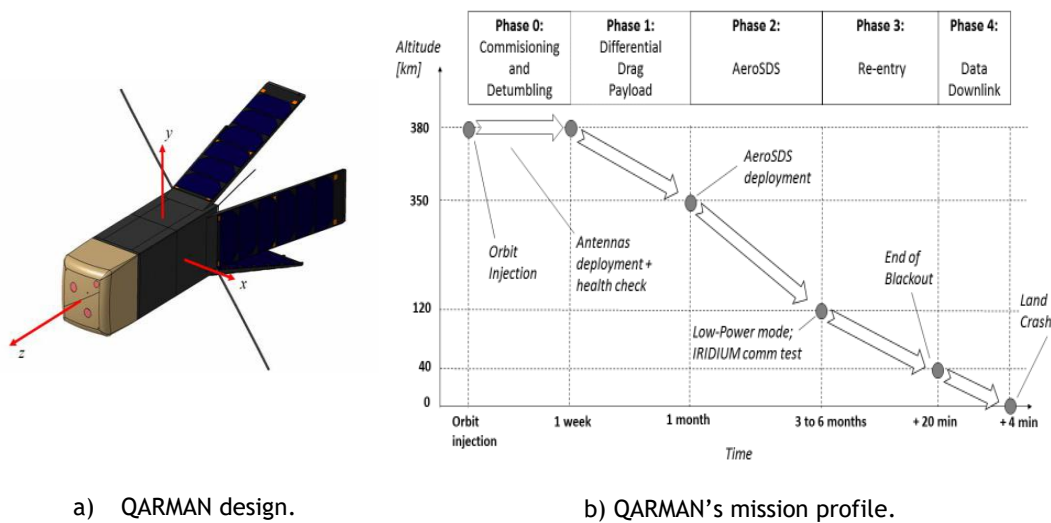 y
x
z
a) QARMAN design.
Altitude
[km]
Phase 0:
Commisioning
and
Detumbling
Phase 1:
Differential
Drag
Payload
Phase 2:
AeroSDS
Phase 3:
Re-entry
Phase 4:
Data
Downlink
380
350
120
40
0
Orbit
Injection
Antennas
deployment +
health check
AeroSDS
deployment
Low-Power mode;
IRIDIUM comm test
End of
Blackout
Land
Crash
Orbit
injection
1 week
1 month
3 to 6 months
+ 20 min
+ 4 min
Time
b) QARMAN's mission profile.